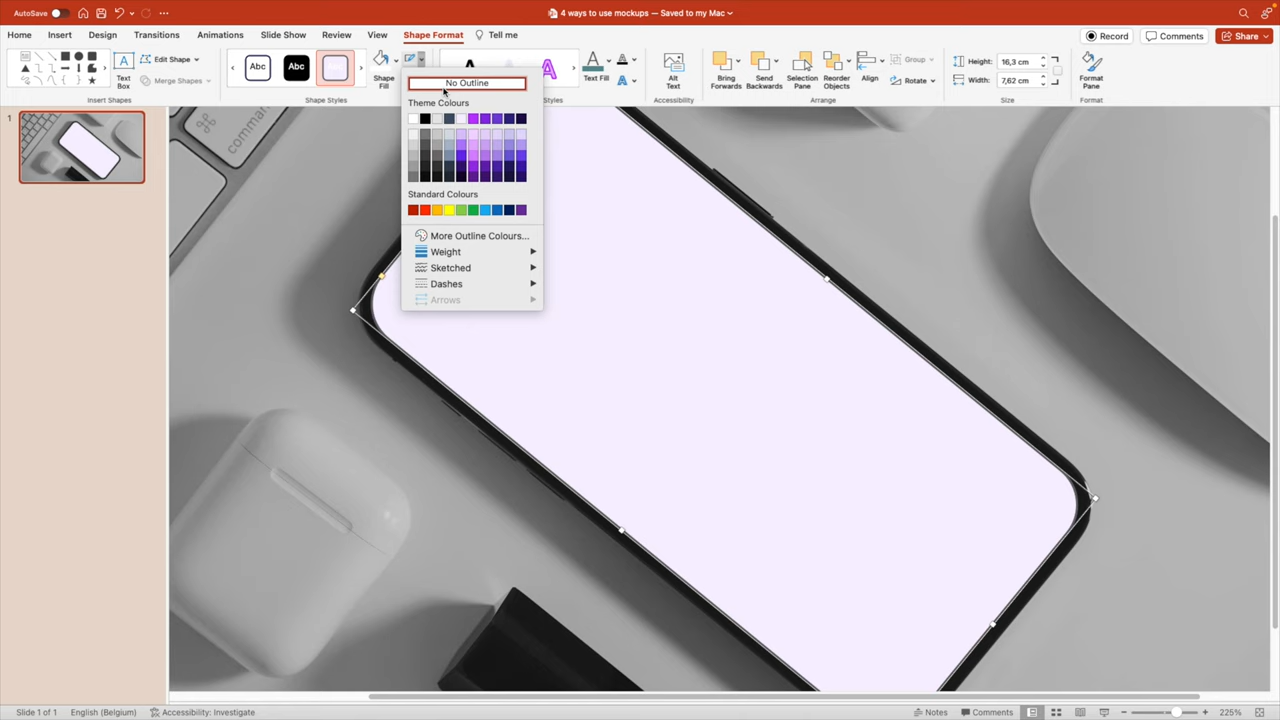 AutoSave
4 ways to use mockups — Saved to my Mac
Home Insert Design Transitions Animations Slide Show Review View Shape Format Tell me
Record Comments Share
Text Box
Edit Shape
Merge Shapes
Insert Shapes
Abc Abc
Shape Styles
Shape Fill
A A
Styles
Text Fill
Alt Text
Accessibility
Bring Forwards
Send Backwards
Selection Pane
Reorder Objects
Align
Group
Rotate
Arrange
Height: 16,3 cm
Width: 7,62 cm
Size
Format Pane
Format
No Outline
Theme Colours
Standard Colours
More Outline Colours...
Weight
Sketched
Dashes
Arrows
1
command
Slide 1 of 1 English (Belgium) Accessibility: Investigate Notes Comments 225%